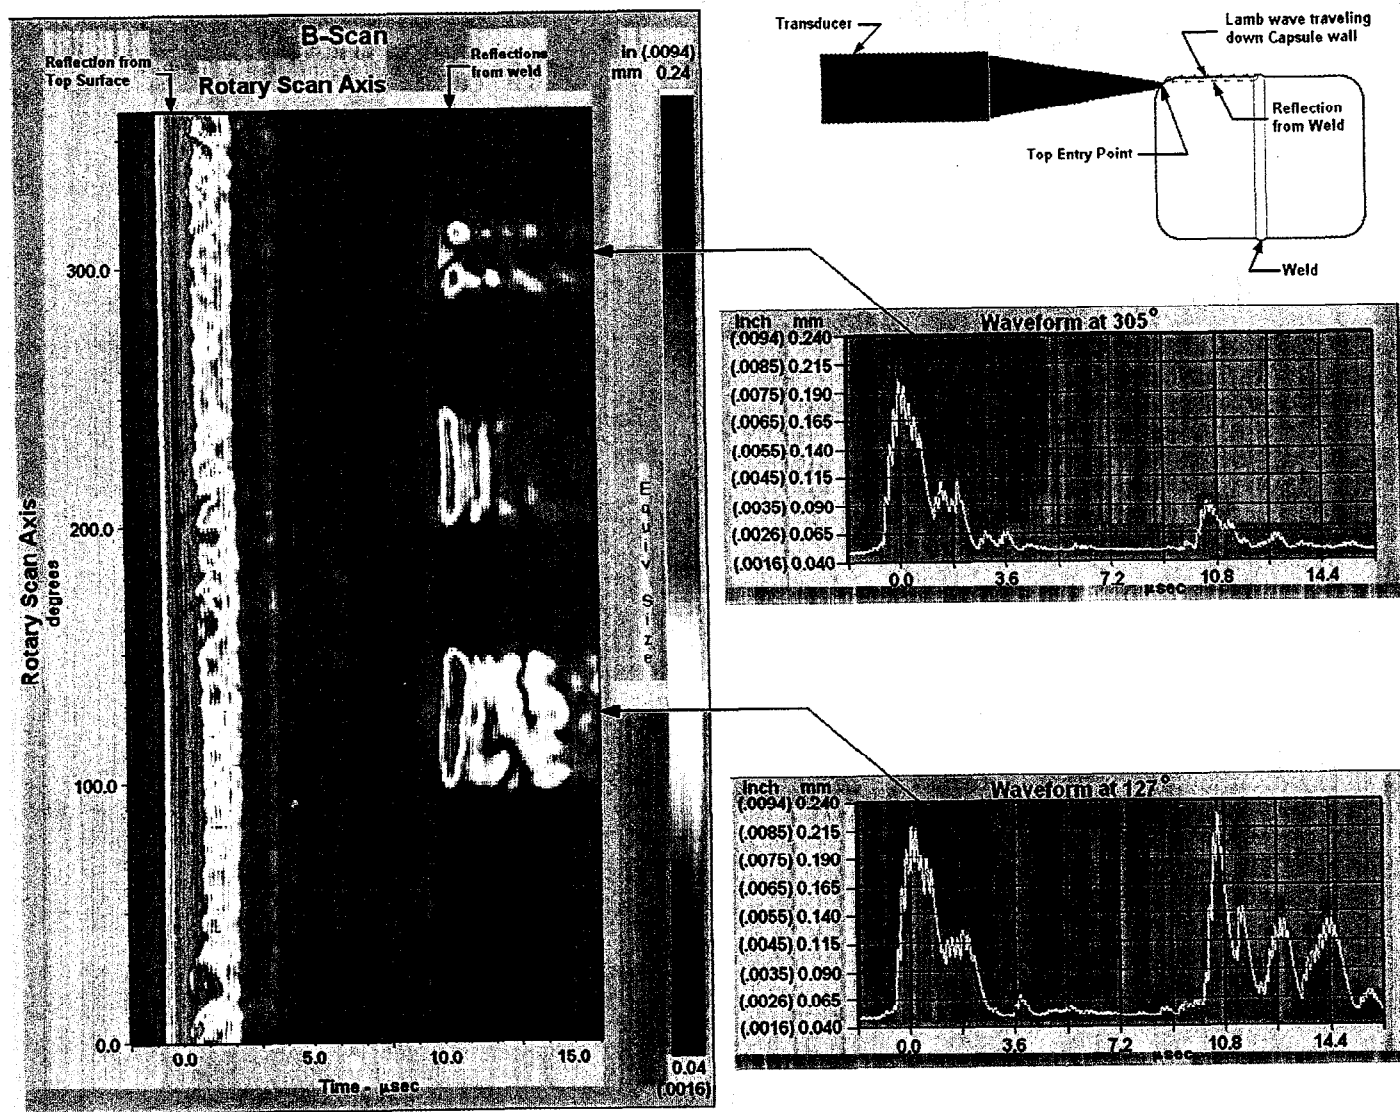 B-Scan
Reflection from
Top Surface
Rotary Scan Axis
Reflections
from weld
in (.0094)
mm 0.24
300.0
200.0
100.0
0.0
Rotary Scan Axis
degrees
0.0 5.0 10.0 15.0
Time - µsec
Equiv Size
0.04
(.0016)
Transducer
Lamb wave traveling
down Capsule wall
Reflection
from Weld
Top Entry Point
Weld
Waveform at 305°
Inch mm
(.0094) 0.240
(.0085) 0.215
(.0075) 0.190
(.0065) 0.165
(.0055) 0.140
(.0045) 0.115
(.0035) 0.090
(.0026) 0.065
(.0016) 0.040
0.0 3.6 7.2 10.8 14.4
µsec
Waveform at 127°
Inch mm
(.0094) 0.240
(.0085) 0.215
(.0075) 0.190
(.0065) 0.165
(.0055) 0.140
(.0045) 0.115
(.0035) 0.090
(.0026) 0.065
(.0016) 0.040
0.0 3.6 7.2 10.8 14.4
µsec